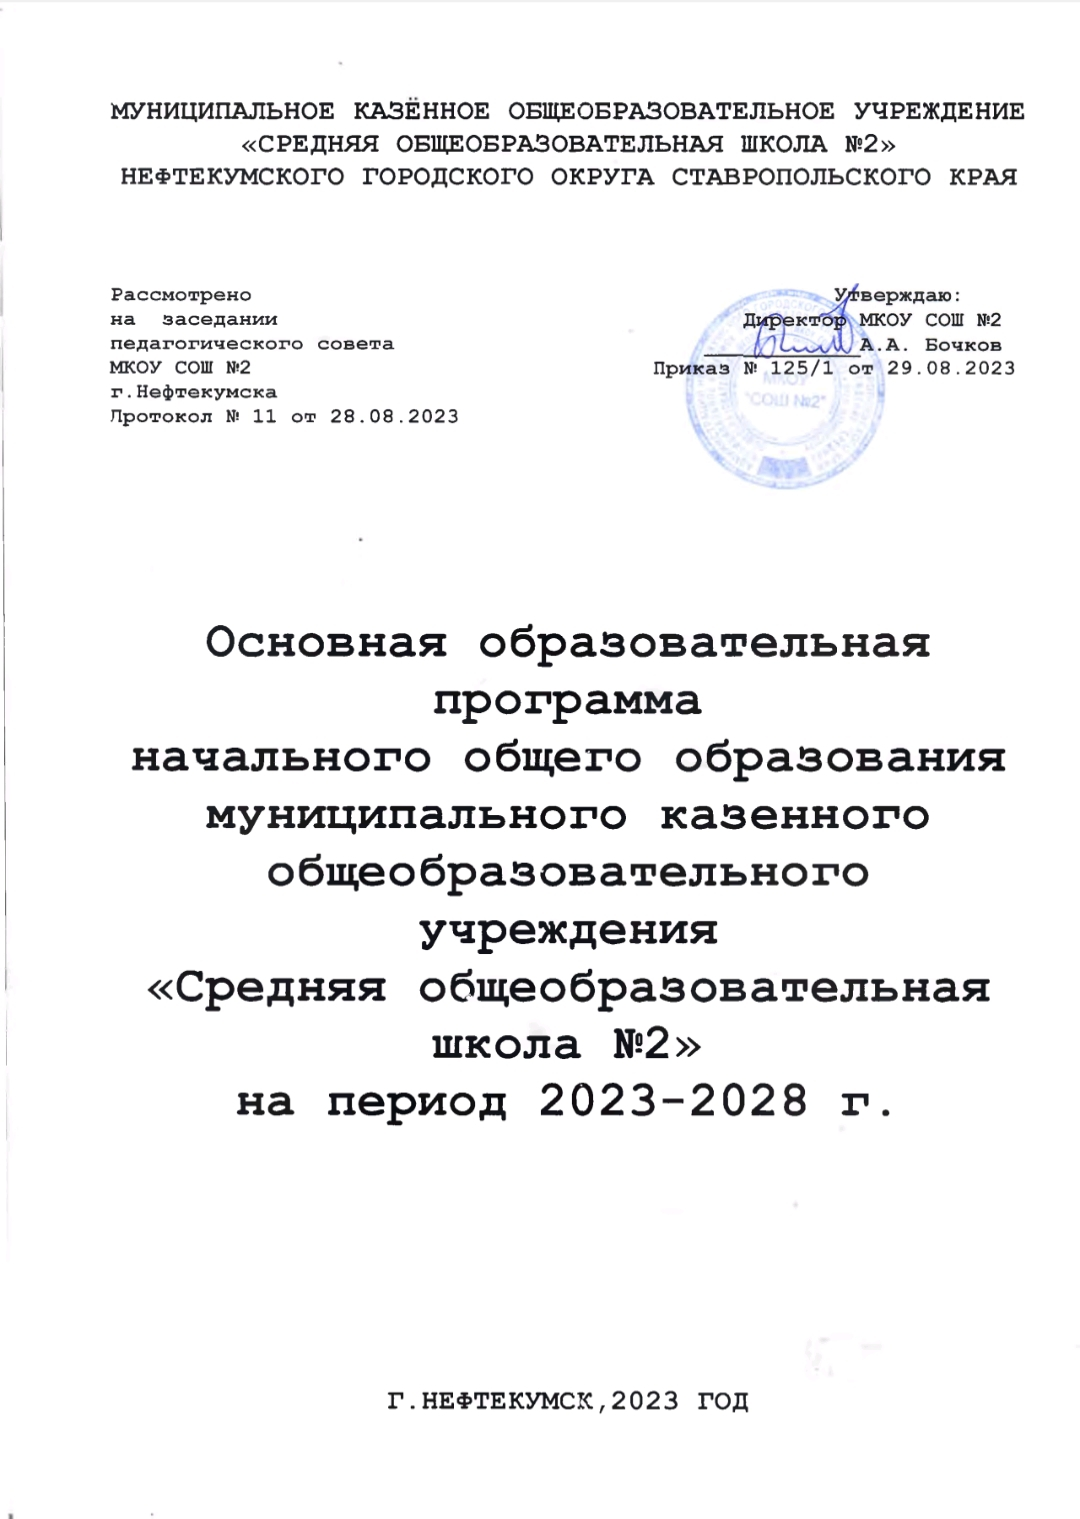 МУНИЦИПАЛЬНОЕ КАЗЁННОЕ ОБЩЕОБРАЗОВАТЕЛЬНОЕ УЧРЕЖДЕНИЕ
«СРЕДНЯЯ ОБЩЕОБРАЗОВАТЕЛЬНАЯ ШКОЛА №2»
НЕФТЕКУМСКОГО ГОРОДСКОГО ОКРУГА СТАВРОПОЛЬСКОГО КРАЯ
Рассмотрено
на заседании
педагогического совета
МКОУ СОШ №2
г.Нефтекумска
Протокол № 11 от 28.08.2023
Утверждаю:
Директор МКОУ СОШ №2
А.А. Бочков
Приказ № 125/1 от 29.08.2023
МКОУ
"СОШ №2"
Основная образовательная
программа
начального общего образования
муниципального казенного
общеобразовательного
учреждения
«Средняя общеобразовательная
школа №2»
на период 2023-2028 г.
Г.НЕФТЕКУМСК,2023 ГОД